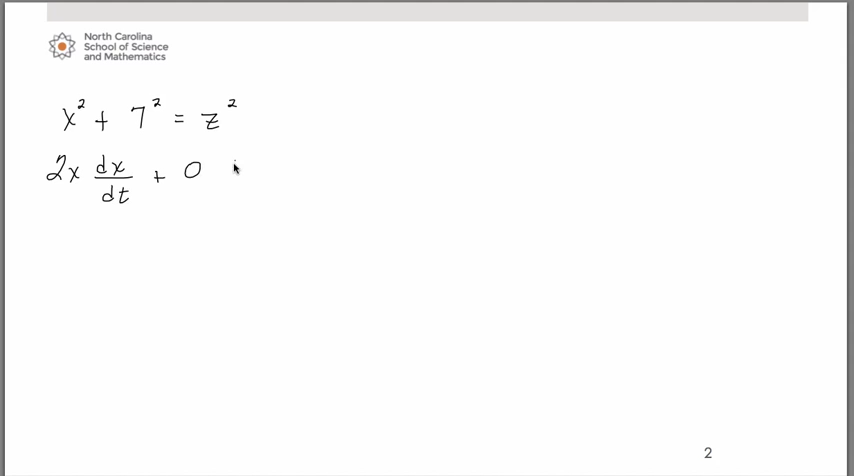 North Carolina
School of Science
and Mathematics
x² + 7² = z²
2x dx/dt + 0
2